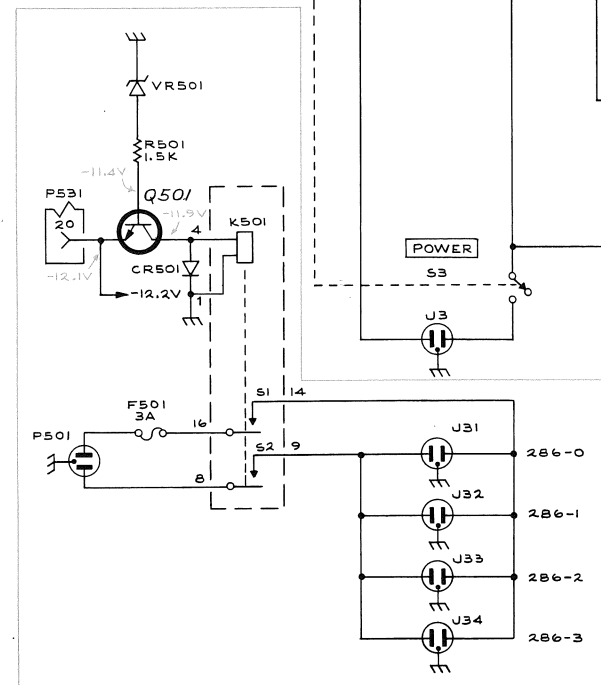 VR501
R501
1.5K
-11.4V
P531
Q501
20
-11.9V
4
K501
CR501
-12.1V
-12.2V
1
POWER
S3
J3
F501
3A
P501
16
S1 14
S2 9
8
J31
286-0
J32
286-1
J33
286-2
J34
286-3